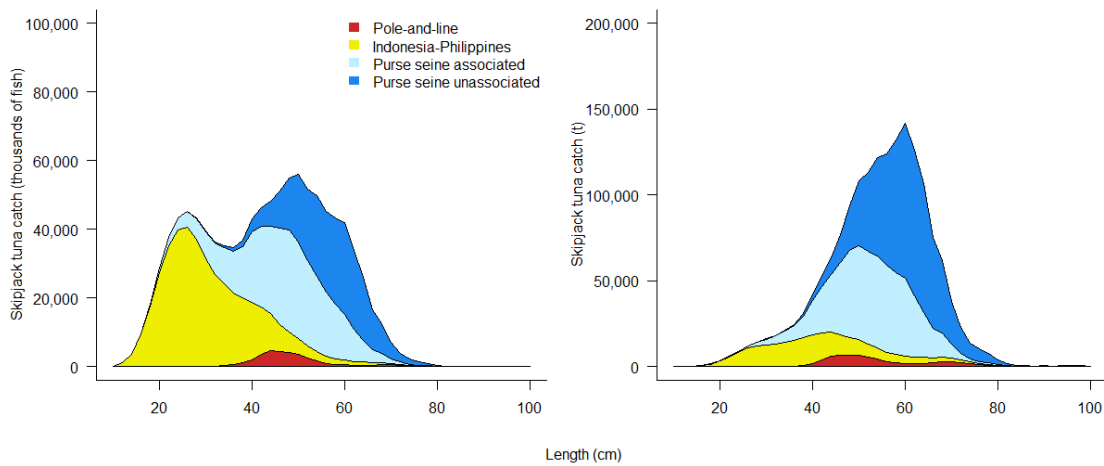 100,000
80,000
60,000
40,000
20,000
0
Skipjack tuna catch (thousands of fish)
Pole-and-line
Indonesia-Philippines
Purse seine associated
Purse seine unassociated
20 40 60 80 100
200,000
150,000
100,000
50,000
0
Skipjack tuna catch (t)
20 40 60 80 100
Length (cm)